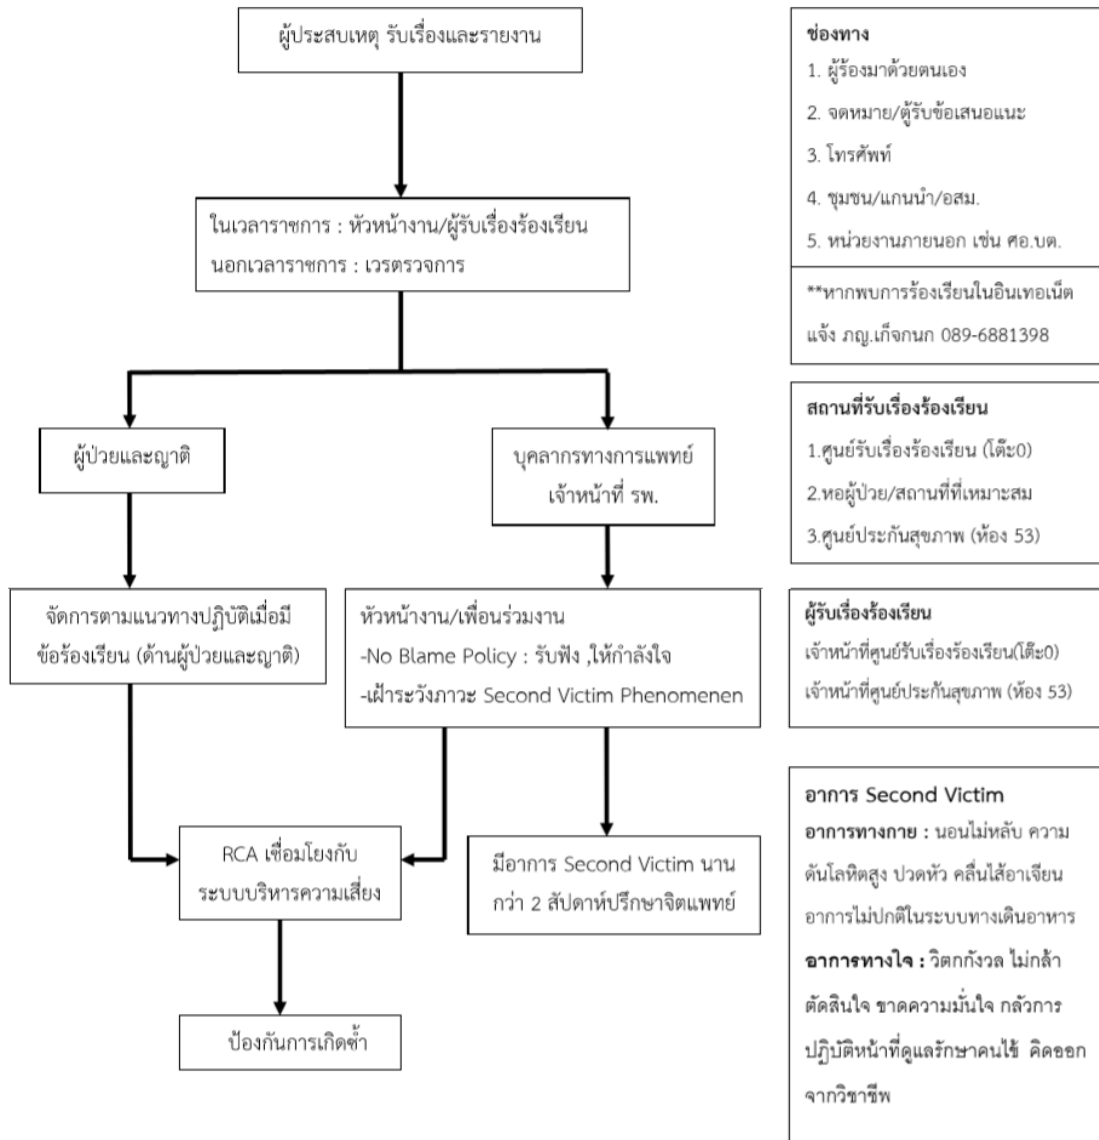 ผู้ประสบเหตุ รับเรื่องและรายงาน
ในเวลาราชการ : หัวหน้างาน/ผู้รับเรื่องร้องเรียน
นอกเวลาราชการ : เวรตรวจการ
ผู้ป่วยและญาติ
บุคลากรทางการแพทย์
เจ้าหน้าที่ รพ.
จัดการตามแนวทางปฏิบัติเมื่อมี
ข้อร้องเรียน (ด้านผู้ป่วยและญาติ)
หัวหน้างาน/เพื่อนร่วมงาน
-No Blame Policy : รับฟัง ,ให้กำลังใจ
-เฝ้าระวังภาวะ Second Victim Phenomenen
RCA เชื่อมโยงกับ
ระบบบริหารความเสี่ยง
มีอาการ Second Victim นาน
กว่า 2 สัปดาห์ปรึกษาจิตแพทย์
ป้องกันการเกิดซ้ำ
ช่องทาง
1. ผู้ร้องมาด้วยตนเอง
2. จดหมาย/ตู้รับข้อเสนอแนะ
3. โทรศัพท์
4. ชุมชน/แกนนำ/อสม.
5. หน่วยงานภายนอก เช่น ศอ.บต.
**หากพบการร้องเรียนในอินเทอเน็ต
แจ้ง ภญ.เก็จกนก 089-6881398
สถานที่รับเรื่องร้องเรียน
1.ศูนย์รับเรื่องร้องเรียน (โต๊ะ0)
2.หอผู้ป่วย/สถานที่ที่เหมาะสม
3.ศูนย์ประกันสุขภาพ (ห้อง 53)
ผู้รับเรื่องร้องเรียน
เจ้าหน้าที่ศูนย์รับเรื่องร้องเรียน(โต๊ะ0)
เจ้าหน้าที่ศูนย์ประกันสุขภาพ (ห้อง 53)
อาการ Second Victim
อาการทางกาย : นอนไม่หลับ ความ
ดันโลหิตสูง ปวดหัว คลื่นไส้อาเจียน
อาการไม่ปกติในระบบทางเดินอาหาร
อาการทางใจ : วิตกกังวล ไม่กล้า
ตัดสินใจ ขาดความมั่นใจ กลัวการ
ปฏิบัติหน้าที่ดูแลรักษาคนไข้ คิดออก
จากวิชาชีพ